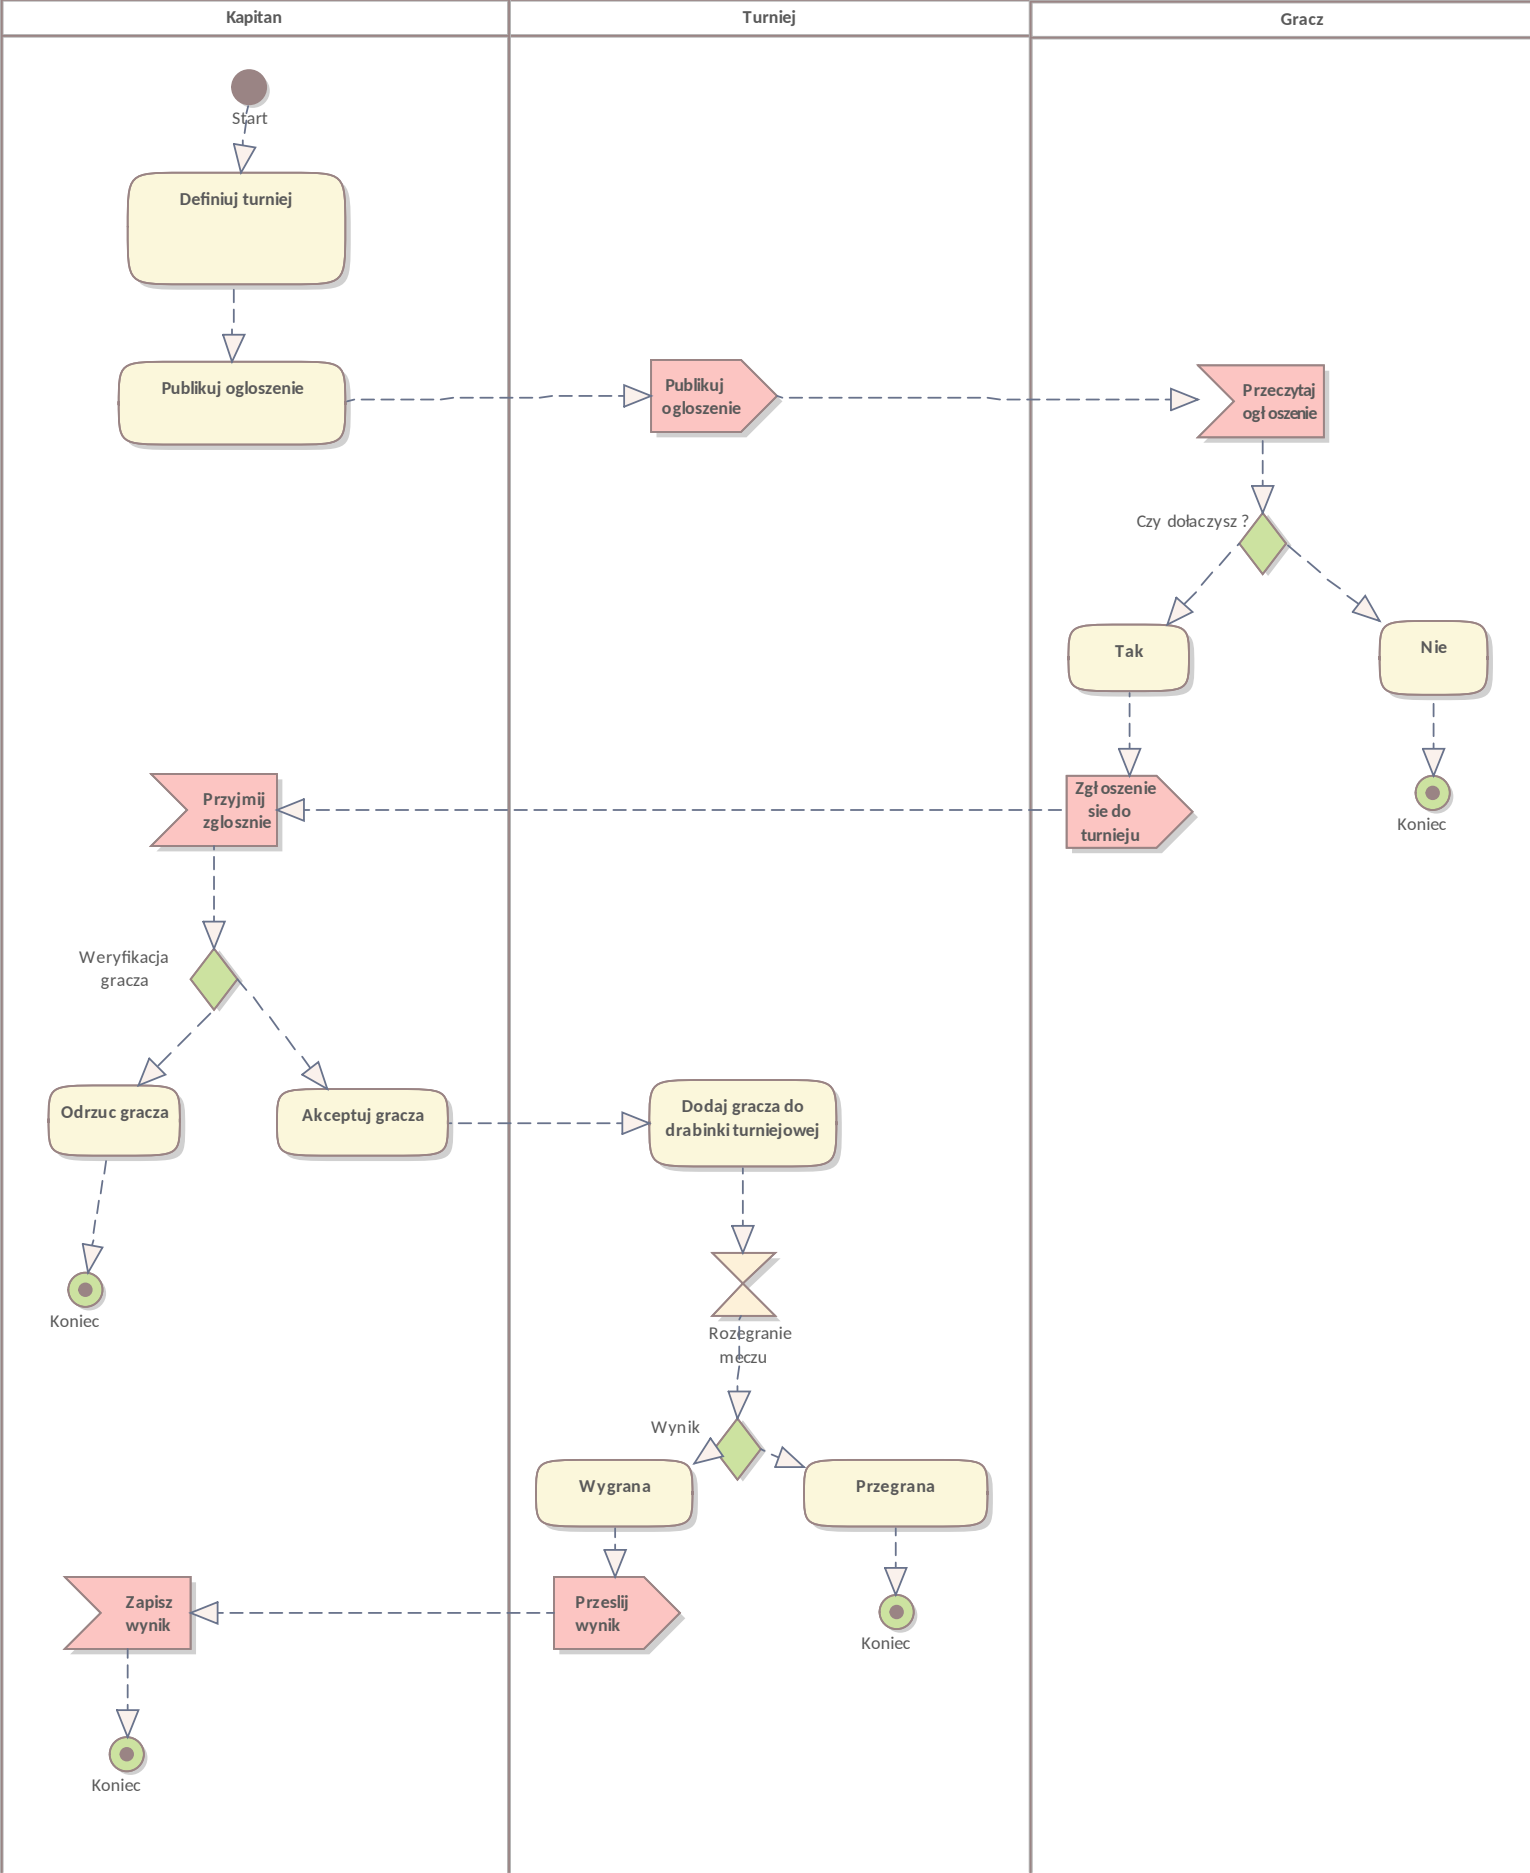 Kapitan
Turniej
Gracz
Start
Definiuj turniej
Publikuj ogloszenie
Publikuj
ogloszenie
Przeczytaj
ogłoszenie
Czy dołaczysz ?
Tak
Nie
Przyjmij
zglosznie
Zgłoszenie
sie do
turnieju
Koniec
Weryfikacja
gracza
Odrzuc gracza
Akceptuj gracza
Dodaj gracza do
drabinki turniejowej
Koniec
Rozegranie
meczu
Wynik
Wygrana
Przegrana
Zapisz
wynik
Przeslij
wynik
Koniec
Koniec